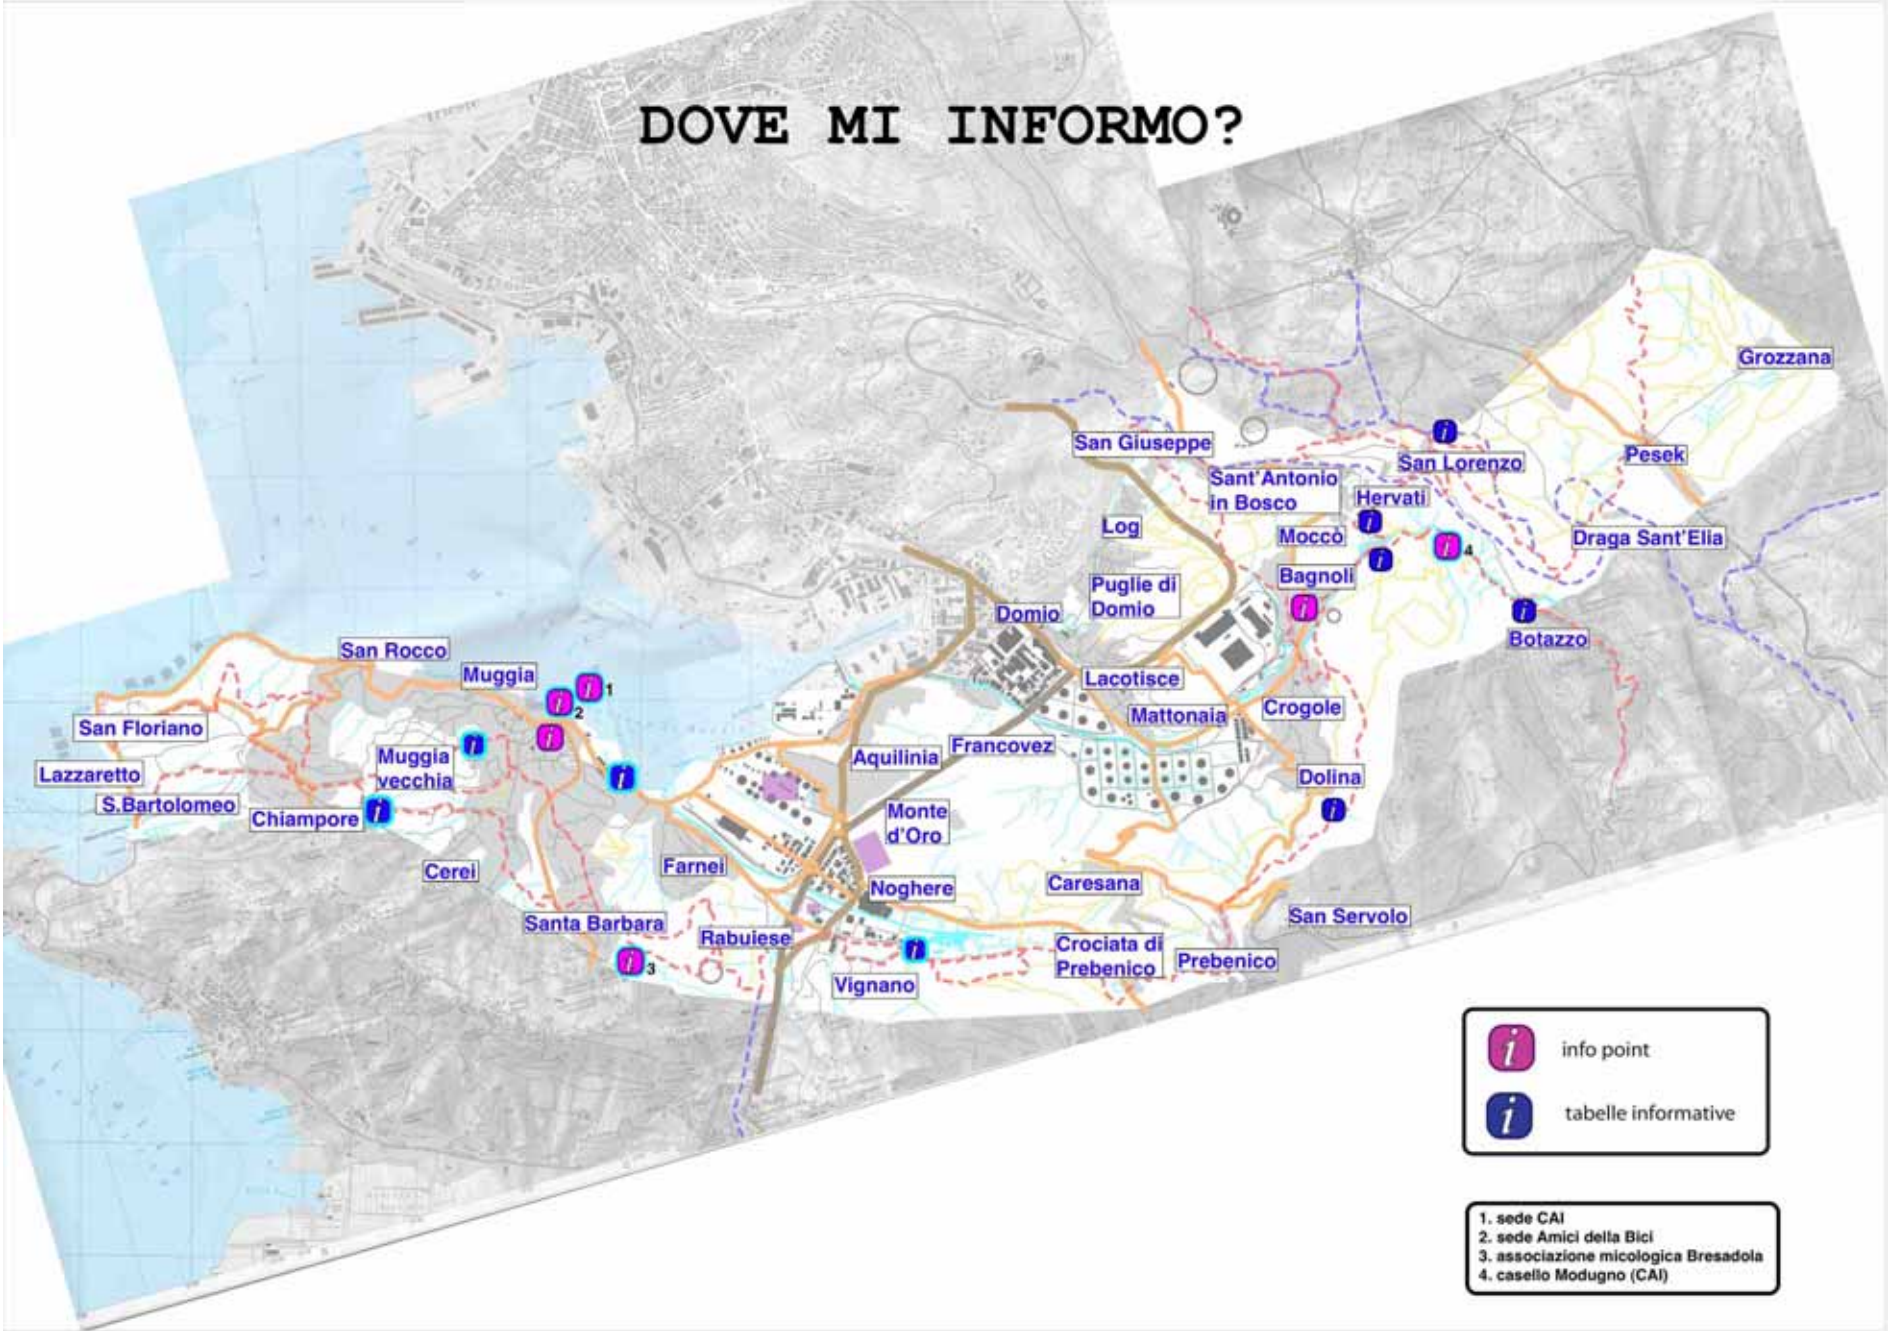 DOVE MI INFORMO?
Grozzana
San Giuseppe
Pesek
San Lorenzo
Sant'Antonio
in Bosco
Hervati
Log
Moccò
Draga Sant'Elia
4
Bagnoli
Puglie di
Domio
Domio
Botazzo
San Rocco
Muggia
1
2
Lacotisce
Mattonaia
Crogole
San Floriano
Muggia
vecchia
Aquilinia
Francovez
Lazzaretto
Dolina
S.Bartolomeo
Chiampore
Monte
d'Oro
Cerei
Farnei
Noghere
Caresana
Santa Barbara
San Servolo
Rabuiese
3
Crociata di
Prebenico
Prebenico
Vignano
i info point
i tabelle informative
1. sede CAI
2. sede Amici della Bici
3. associazione micologica Bresadola
4. casello Modugno (CAI)